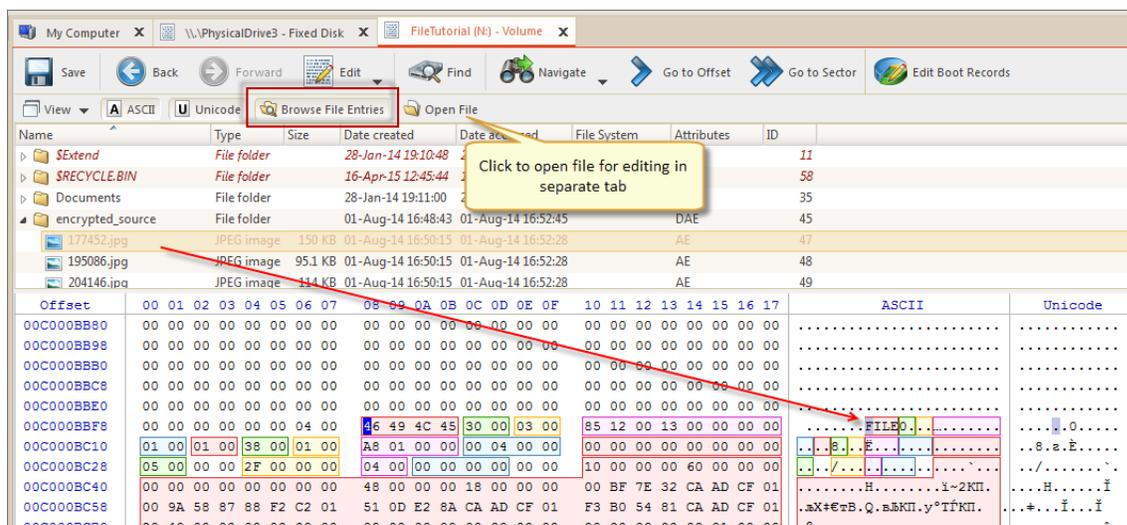 My Computer X \\.\PhysicalDrive3 - Fixed Disk X FileTutorial (N:) - Volume X
Save Back Forward Edit Find Navigate Go to Offset Go to Sector Edit Boot Records
View A ASCII U Unicode Browse File Entries Open File
Name Type Size Date created Date File System Attributes ID
$Extend File folder 28-Jan-14 19:10:48 11
Click to open file for editing in
separate tab
$RECYCLE.BIN File folder 16-Apr-15 12:45:44 58
Documents File folder 28-Jan-14 19:11:00 35
encrypted_source File folder 01-Aug-14 16:48:43 01-Aug-14 16:52:45 DAE 45
177452.jpg JPEG image 150 KB 01-Aug-14 16:50:15 01-Aug-14 16:52:28 AE 47
195086.jpg JPEG image 95.1 KB 01-Aug-14 16:50:15 01-Aug-14 16:52:28 AE 48
204146.jpg JPEG image 114 KB 01-Aug-14 16:50:15 01-Aug-14 16:52:28 AE 49
Offset 00 01 02 03 04 05 06 07 08 09 0A 0B 0C 0D 0E 0F 10 11 12 13 14 15 16 17 ASCII Unicode
00C000BB80 00 00 00 00 00 00 00 00 00 00 00 00 00 00 00 00 00 00 00 00 00 00 00 00 ........................ ............
00C000BB98 00 00 00 00 00 00 00 00 00 00 00 00 00 00 00 00 00 00 00 00 00 00 00 00 ........................ ............
00C000BBB0 00 00 00 00 00 00 00 00 00 00 00 00 00 00 00 00 00 00 00 00 00 00 00 00 ........................ ............
00C000BBC8 00 00 00 00 00 00 00 00 00 00 00 00 00 00 00 00 00 00 00 00 00 00 00 00 ........................ ............
00C000BBE0 00 00 00 00 00 00 00 00 00 00 00 00 00 00 00 00 00 00 00 00 00 00 00 00 ........................ ............
00C000BBF8 00 00 00 00 00 00 04 00 46 49 4C 45 30 00 03 00 85 12 00 13 00 00 00 00 ........FILE0...........
00C000BC10 01 00 01 00 38 00 01 00 A8 01 00 00 00 04 00 00 00 00 00 00 00 00 00 00
00C000BC28 05 00 00 00 2F 00 00 00 04 00 00 00 00 00 00 00 10 00 00 00 60 00 00 00
00C000BC40 00 00 00 00 00 00 00 00 48 00 00 00 18 00 00 00 00 BF 7E 32 CA AD CF 01
00C000BC58 00 9A 58 87 88 F2 C2 01 51 0D E2 8A CA AD CF 01 F3 B0 54 81 CA AD CF 01